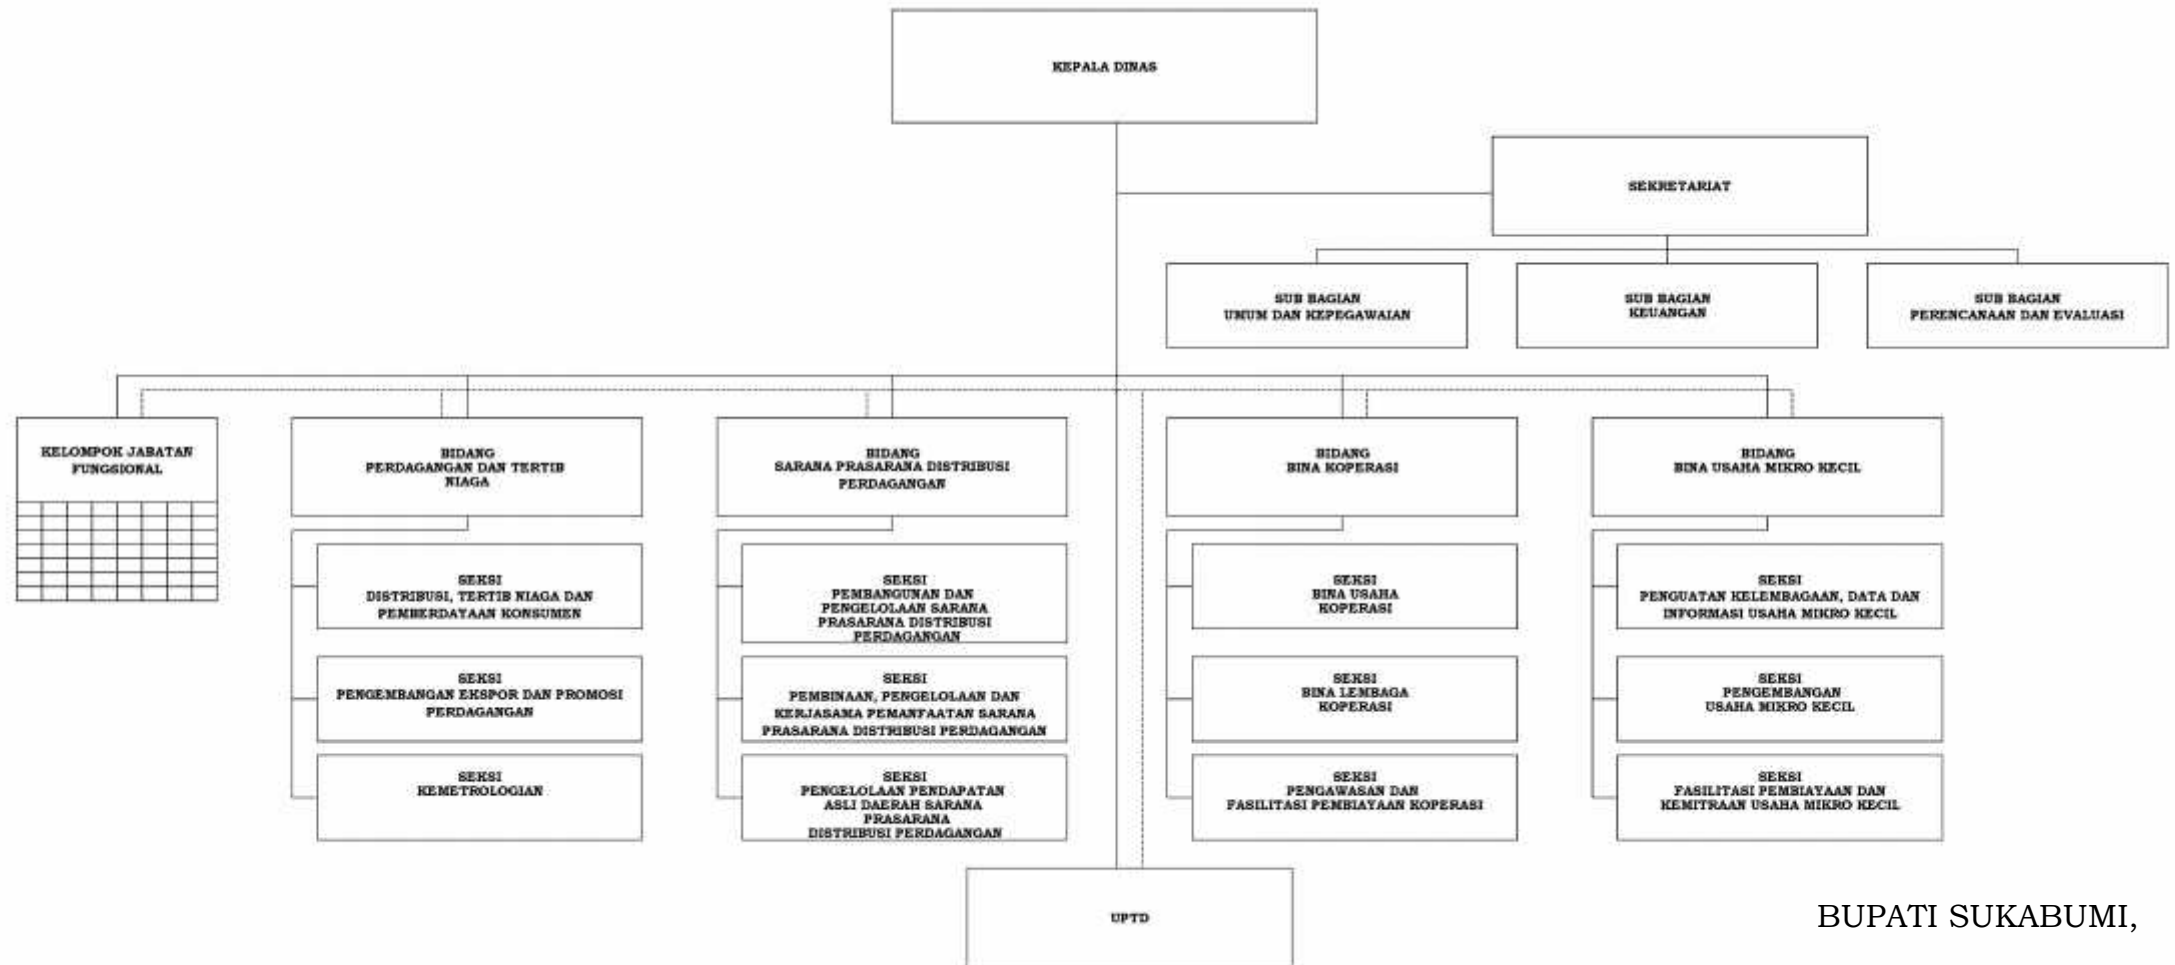 KEPALA DINAS
SEKRETARIAT
SUB BAGIAN
UMUM DAN KEPEGAWAIAN
SUB BAGIAN
KEUANGAN
SUB BAGIAN
PERENCANAAN DAN EVALUASI
KELOMPOK JABATAN
FUNGSIONAL
BIDANG
PERDAGANGAN DAN TERTIB
NIAGA
BIDANG
SARANA PRASARANA DISTRIBUSI
PERDAGANGAN
BIDANG
BINA KOPERASI
BIDANG
BINA USAHA MIKRO KECIL
SEKSI
DISTRIBUSI, TERTIB NIAGA DAN
PEMBERDAYAAN KONSUMEN
SEKSI
PEMBANGUNAN DAN
PENGELOLAAN SARANA
PRASARANA DISTRIBUSI
PERDAGANGAN
SEKSI
BINA USAHA
KOPERASI
SEKSI
PENGUATAN KELEMBAGAAN, DATA DAN
INFORMASI USAHA MIKRO KECIL
SEKSI
PENGEMBANGAN EKSPOR DAN PROMOSI
PERDAGANGAN
SEKSI
PEMBINAAN, PENGELOLAAN DAN
KERJASAMA PEMANFAATAN SARANA
PRASARANA DISTRIBUSI PERDAGANGAN
SEKSI
BINA LEMBAGA
KOPERASI
SEKSI
PENGEMBANGAN
USAHA MIKRO KECIL
SEKSI
KEMETROLOGIAN
SEKSI
PENGELOLAAN PENDAPATAN
ASLI DAERAH SARANA
PRASARANA
DISTRIBUSI PERDAGANGAN
SEKSI
PENGAWASAN DAN
FASILITASI PEMBIAYAAN KOPERASI
SEKSI
FASILITASI PEMBIAYAAN DAN
KEMITRAAN USAHA MIKRO KECIL
UPTD
BUPATI SUKABUMI,